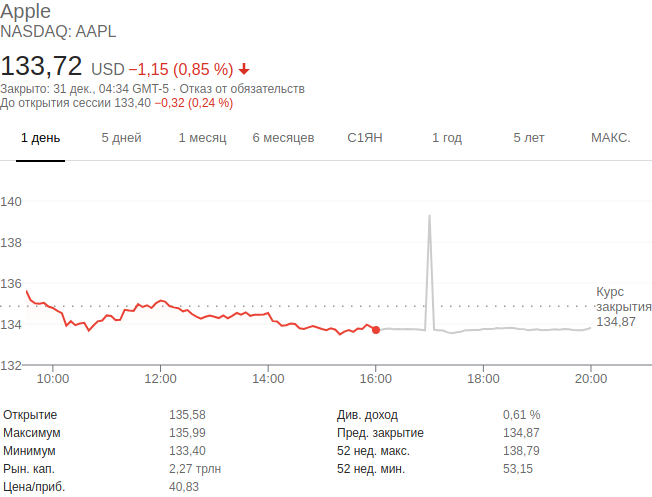 Apple
NASDAQ: AAPL
133,72 USD −1,15 (0,85 %)
Закрыто: 31 дек., 04:34 GMT-5 · Отказ от обязательств
До открытия сессии 133,40 −0,32 (0,24 %)
1 день 5 дней 1 месяц 6 месяцев С1ЯН 1 год 5 лет МАКС.
140
138
136
134
132
Курс
закрытия
134,87
10:00 12:00 14:00 16:00 18:00 20:00
Открытие 135,58 Див. доход 0,61 %
Максимум 135,99 Пред. закрытие 134,87
Минимум 133,40 52 нед. макс. 138,79
Рын. кап. 2,27 трлн 52 нед. мин. 53,15
Цена/приб. 40,83